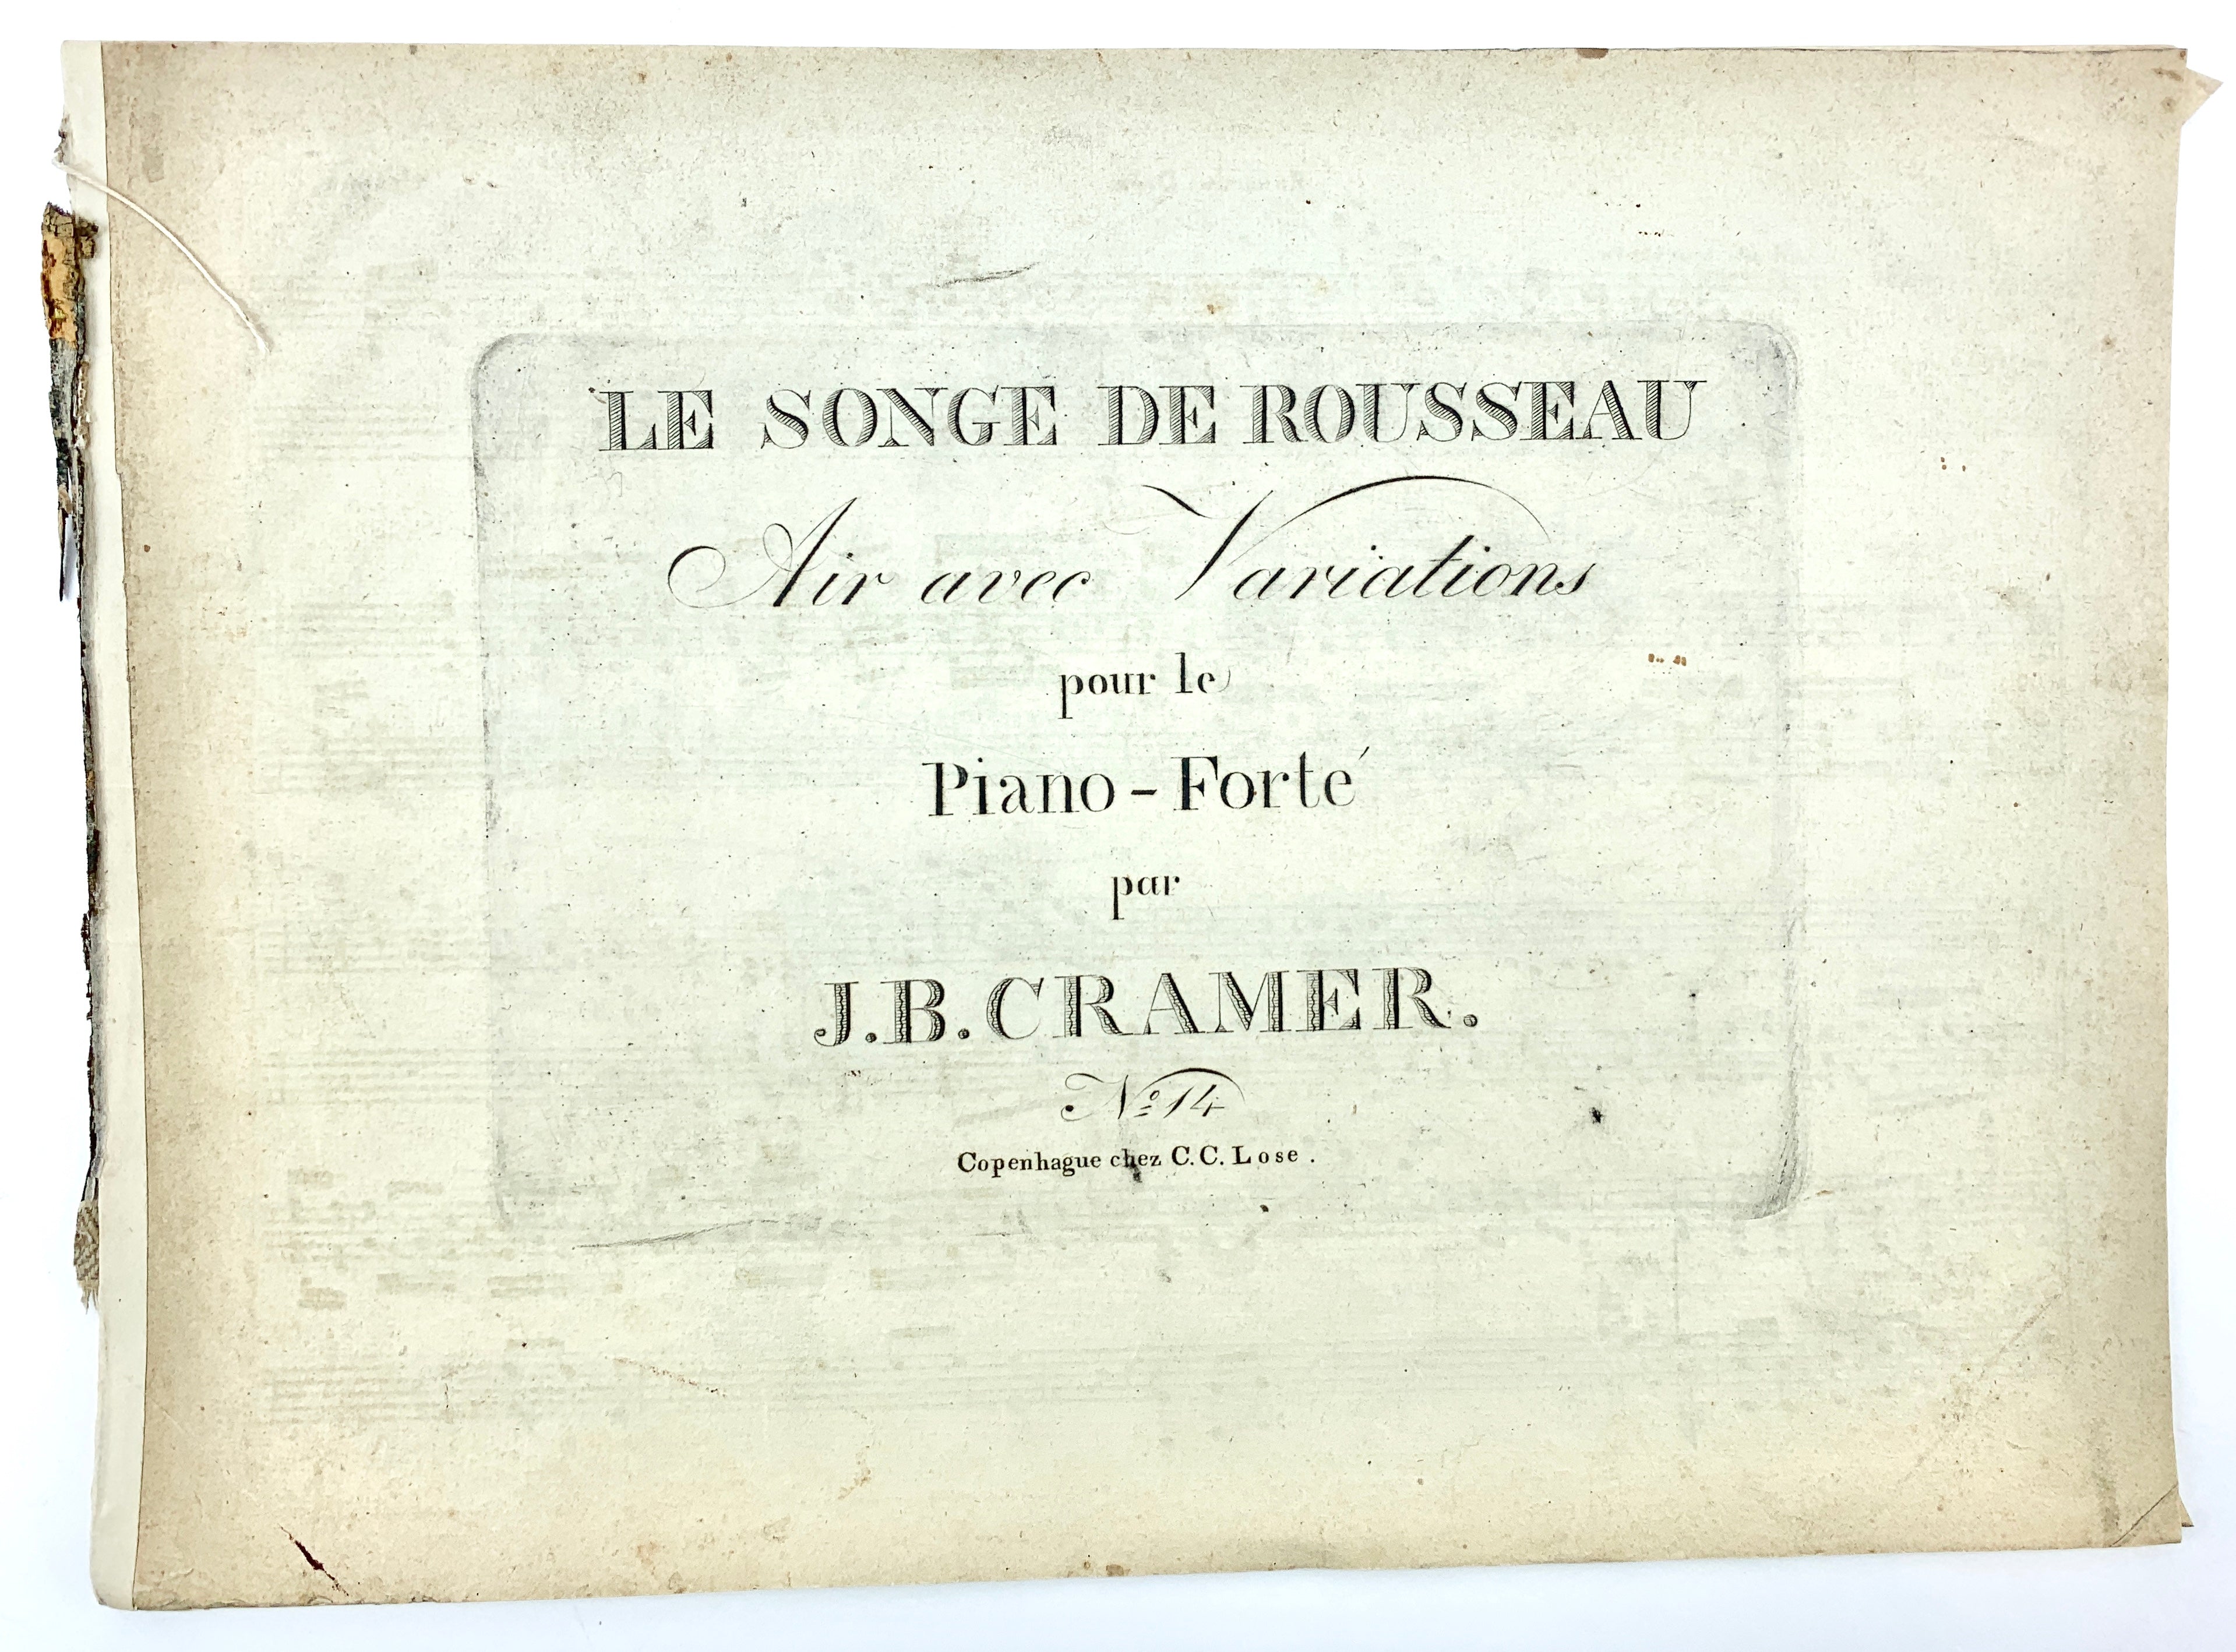 LE SONGE DE ROUSSEAU
Air avec Variations
pour le
Piano-Forté
par
J.B. CRAMER.
Nº 14
Copenhague chez C.C. Lose.